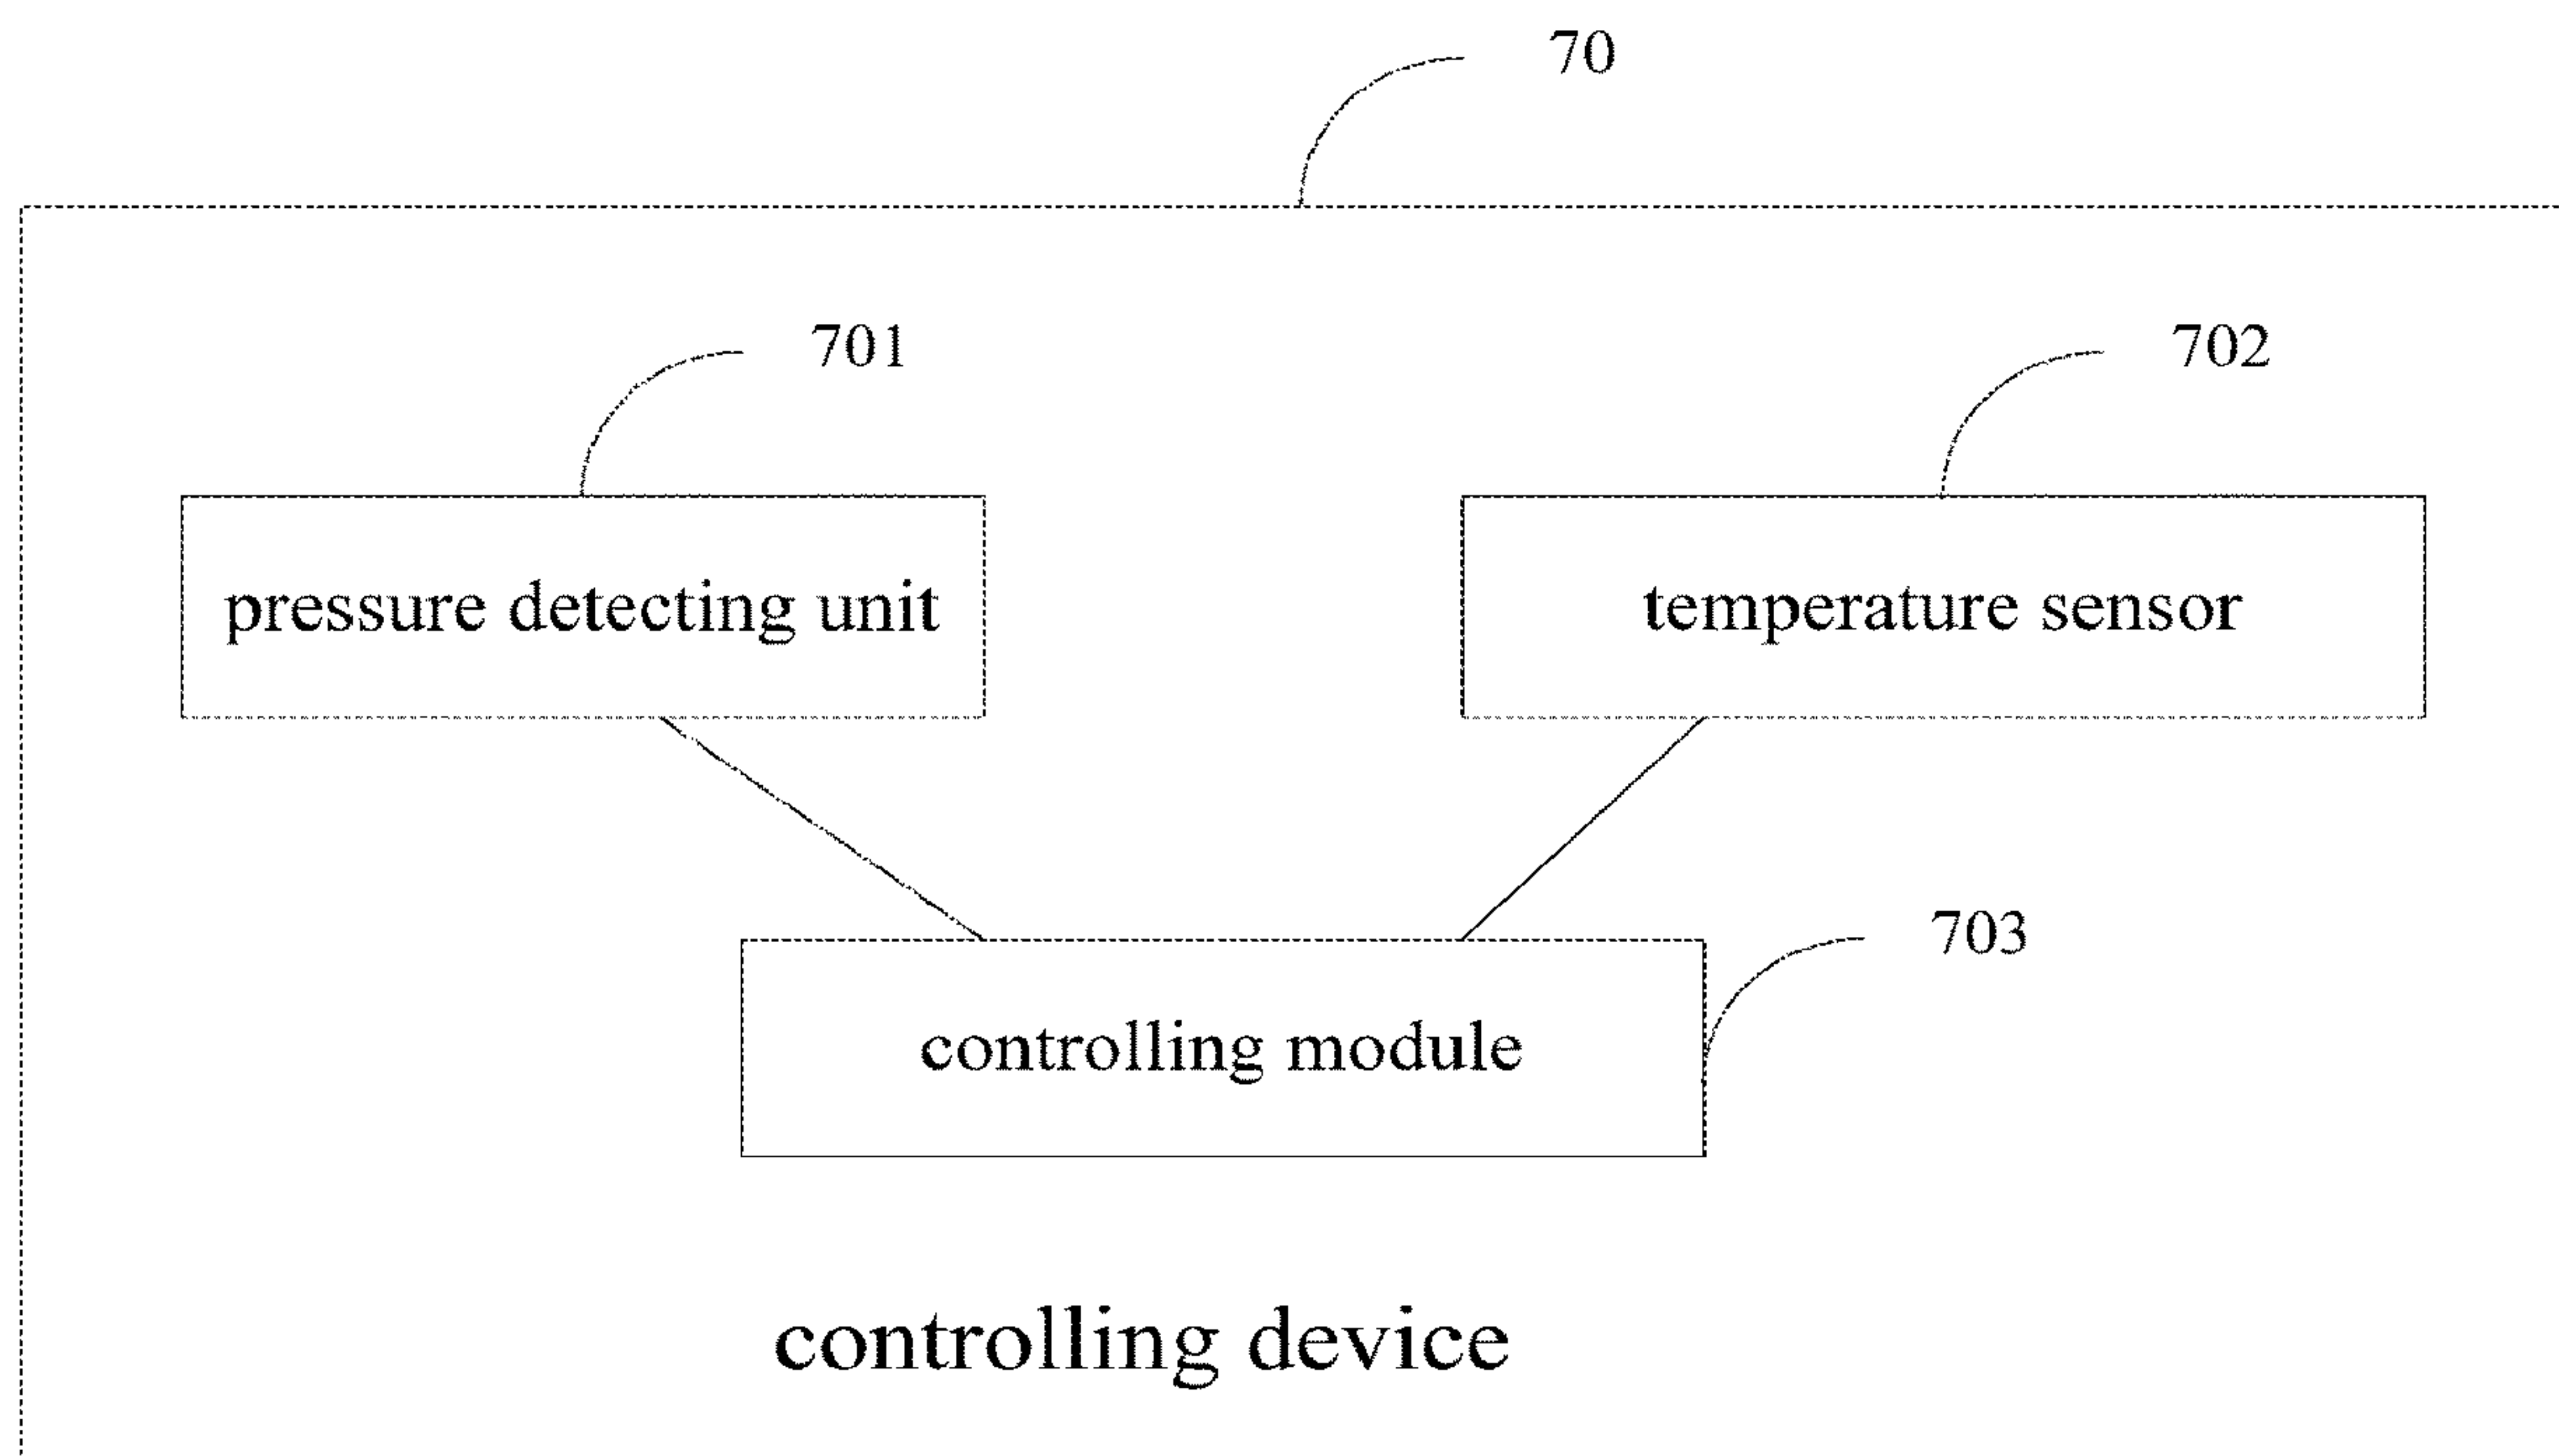 70
701
702
pressure detecting unit
temperature sensor
703
controlling module
controlling device